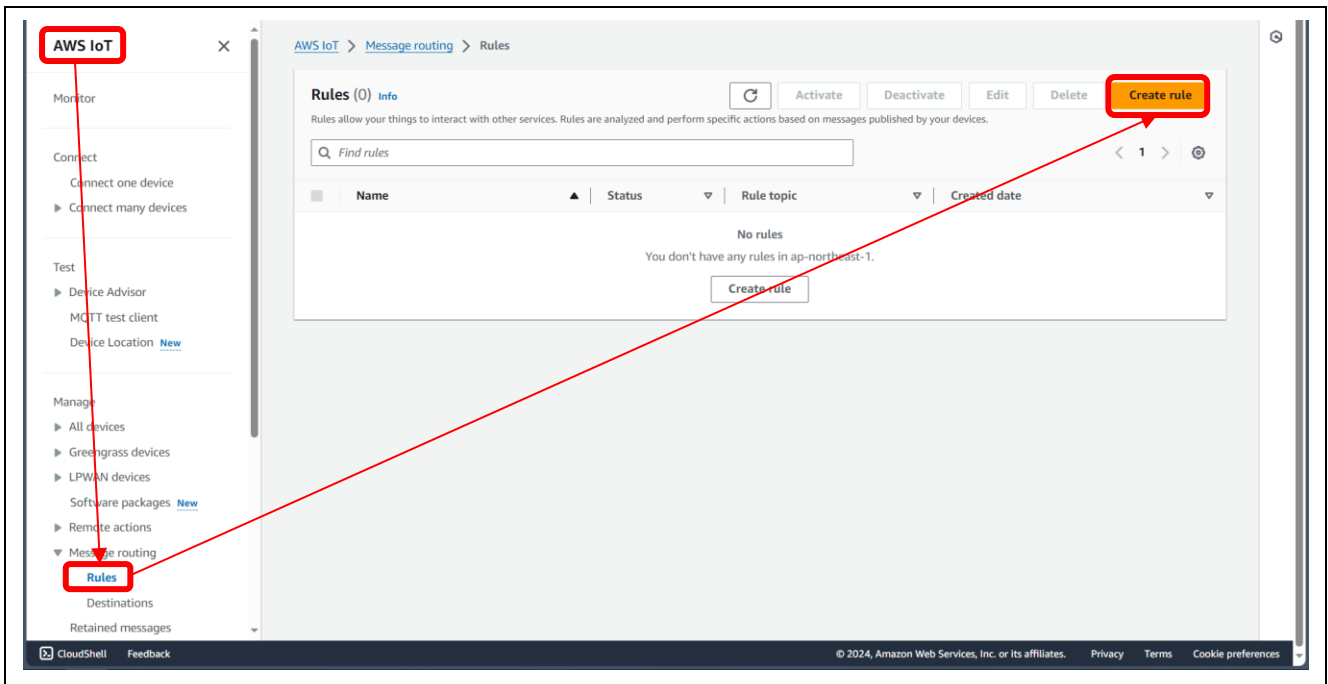 AWS IoT
Monitor
Connect
Connect one device
Connect many devices
Test
Device Advisor
MQTT test client
Device Location New
Manage
All devices
Greengrass devices
LPWAN devices
Software packages New
Remote actions
Message routing
Rules
Destinations
Retained messages
AWS IoT > Message routing > Rules
Rules (0) Info
Activate Deactivate Edit Delete Create rule
Rules allow your things to interact with other services. Rules are analyzed and perform specific actions based on messages published by your devices.
Find rules
< 1 >
Name Status Rule topic Created date
No rules
You don't have any rules in ap-northeast-1.
Create rule
CloudShell Feedback © 2024, Amazon Web Services, Inc. or its affiliates. Privacy Terms Cookie preferences